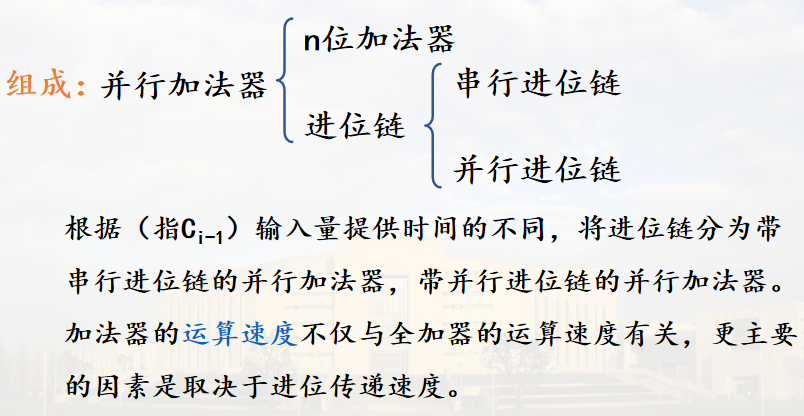 n位加法器
组成：并行加法器
串行进位链
进位链
并行进位链
根据（指Ci-1）输入量提供时间的不同，将进位链分为带
串行进位链的并行加法器，带并行进位链的并行加法器。
加法器的运算速度不仅与全加器的运算速度有关，更主要
的因素是取决于进位传递速度。